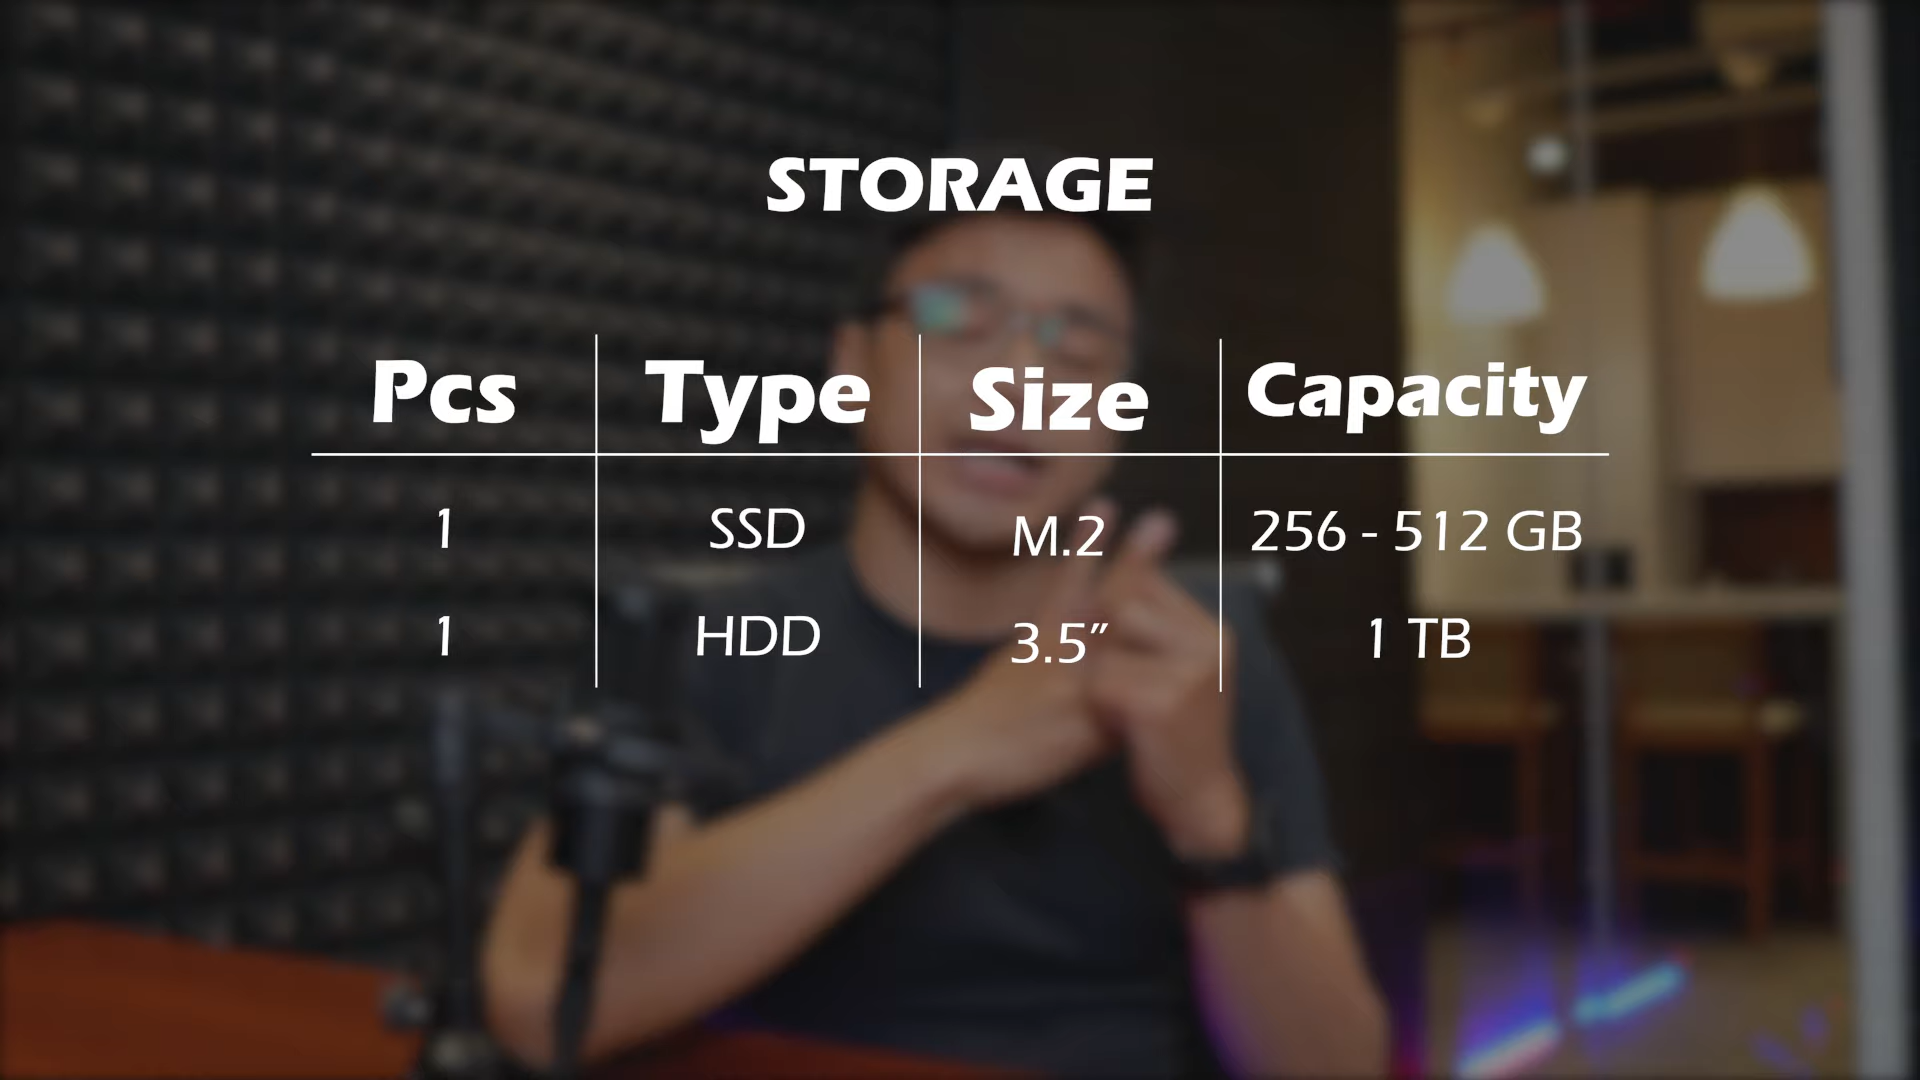 STORAGE
Pcs Type Size Capacity
1 SSD M.2 256 - 512 GB
1 HDD 3.5" 1 TB